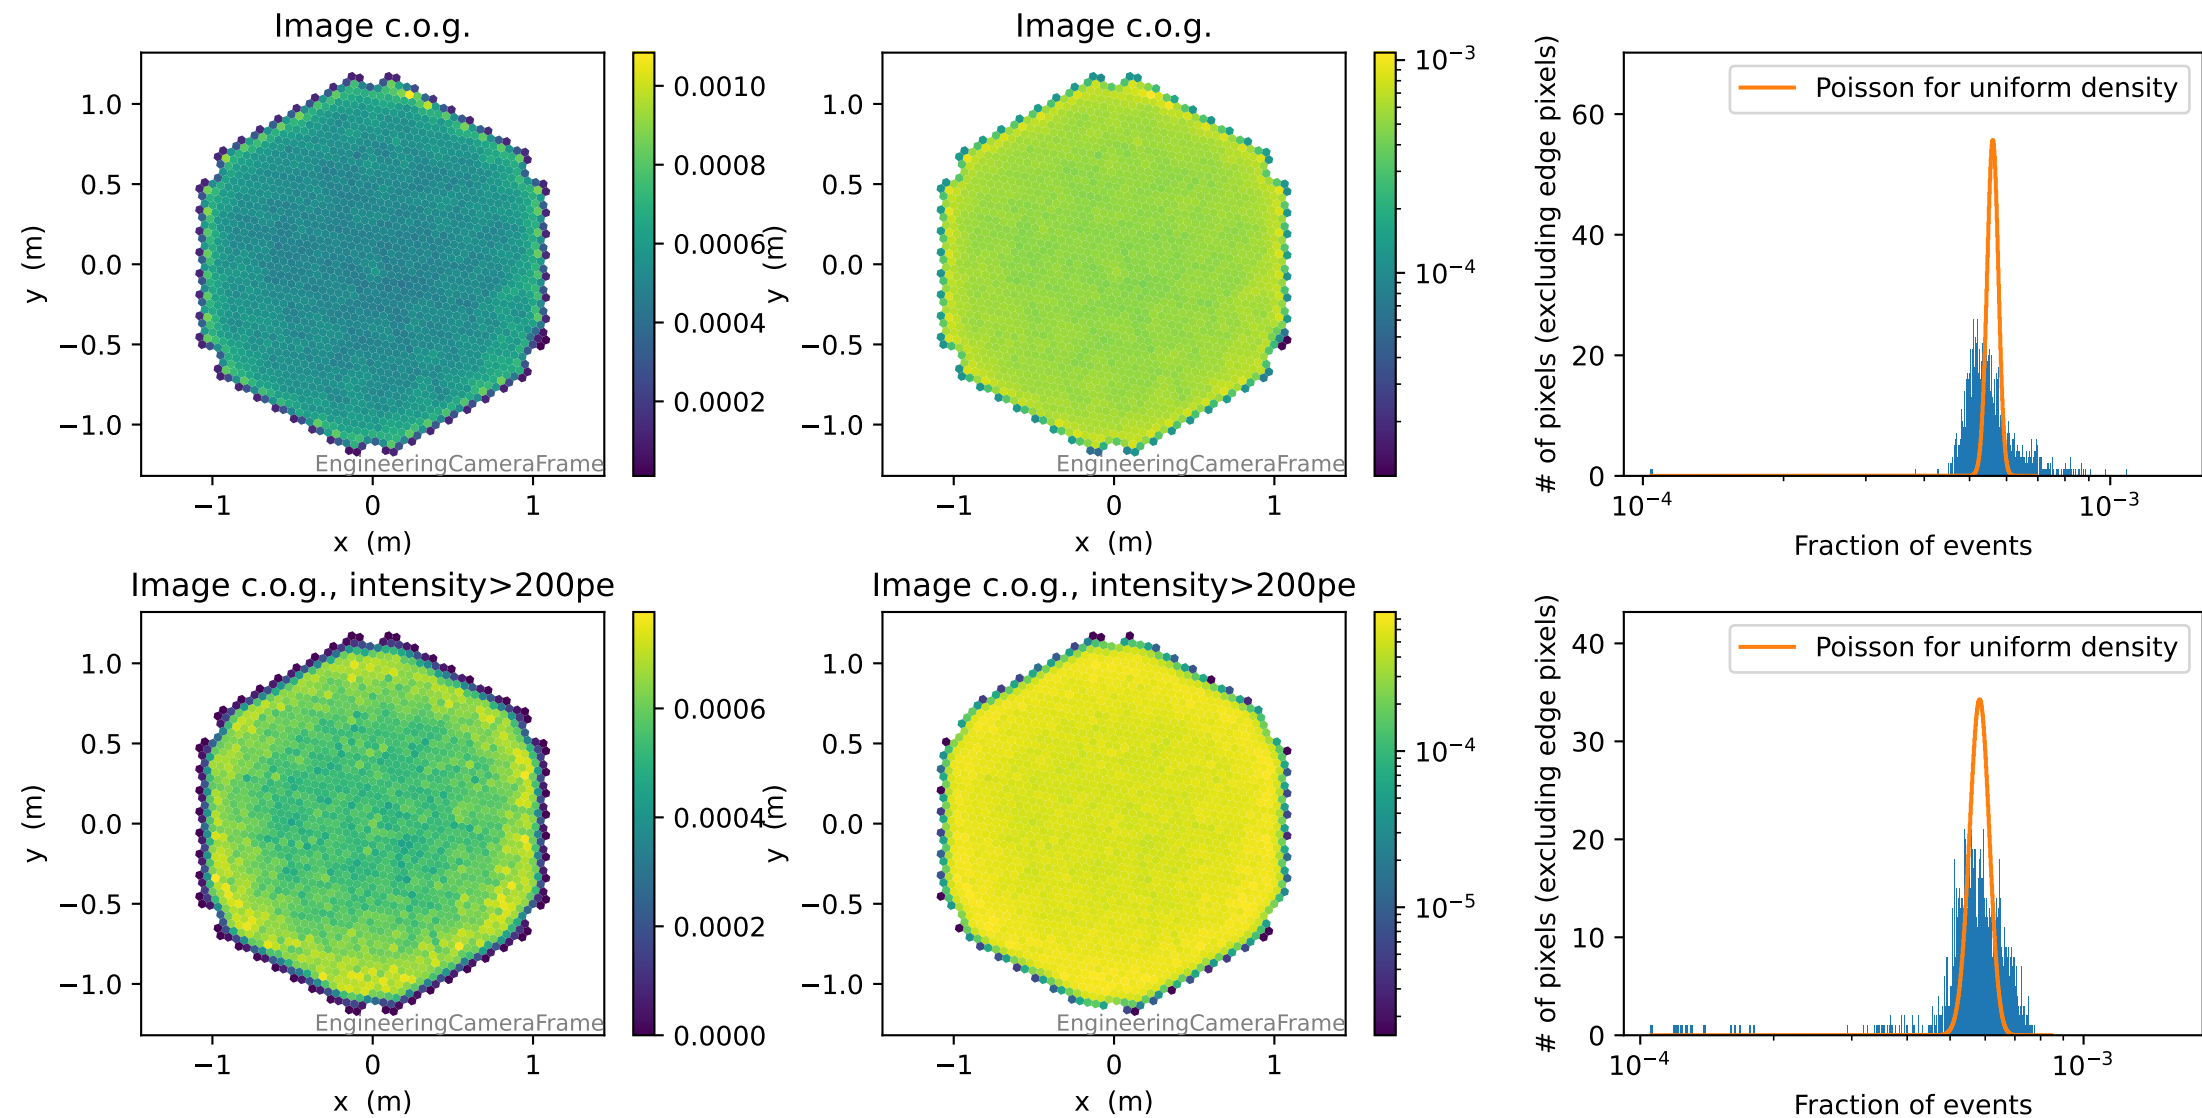 Image c.o.g.
1.0
0.5
0.0
−0.5
−1.0
y (m)
−1
0
1
x (m)
EngineeringCameraFrame
0.0010
0.0008
0.0006
0.0004
0.0002
Image c.o.g.
1.0
0.5
0.0
−0.5
−1.0
y (m)
−1
0
1
x (m)
EngineeringCameraFrame
10−3
10−4
Poisson for uniform density
60
40
20
0
# of pixels (excluding edge pixels)
10−4
10−3
Fraction of events
Image c.o.g., intensity>200pe
1.0
0.5
0.0
−0.5
−1.0
y (m)
−1
0
1
x (m)
EngineeringCameraFrame
0.0006
0.0004
0.0002
0.0000
Image c.o.g., intensity>200pe
1.0
0.5
0.0
−0.5
−1.0
y (m)
−1
0
1
x (m)
EngineeringCameraFrame
10−4
10−5
Poisson for uniform density
40
30
20
10
0
# of pixels (excluding edge pixels)
10−4
10−3
Fraction of events